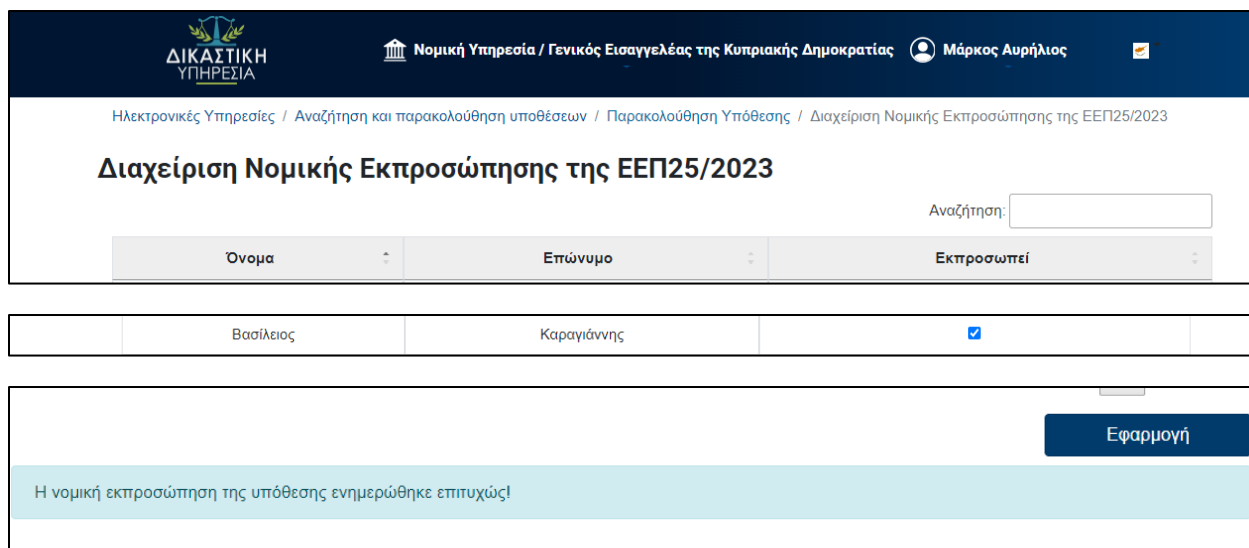 ΔΙΚΑΣΤΙΚΗ
ΥΠΗΡΕΣΙΑ
Νομική Υπηρεσία / Γενικός Εισαγγελέας της Κυπριακής Δημοκρατίας Μάρκος Αυρήλιος
Ηλεκτρονικές Υπηρεσίες / Αναζήτηση και παρακολούθηση υποθέσεων / Παρακολούθηση Υπόθεσης / Διαχείριση Νομικής Εκπροσώπησης της ΕΕΠ25/2023
Διαχείριση Νομικής Εκπροσώπησης της ΕΕΠ25/2023
Αναζήτηση:
Όνομα Επώνυμο Εκπροσωπεί
Βασίλειος Καραγιάννης
Εφαρμογή
Η νομική εκπροσώπηση της υπόθεσης ενημερώθηκε επιτυχώς!